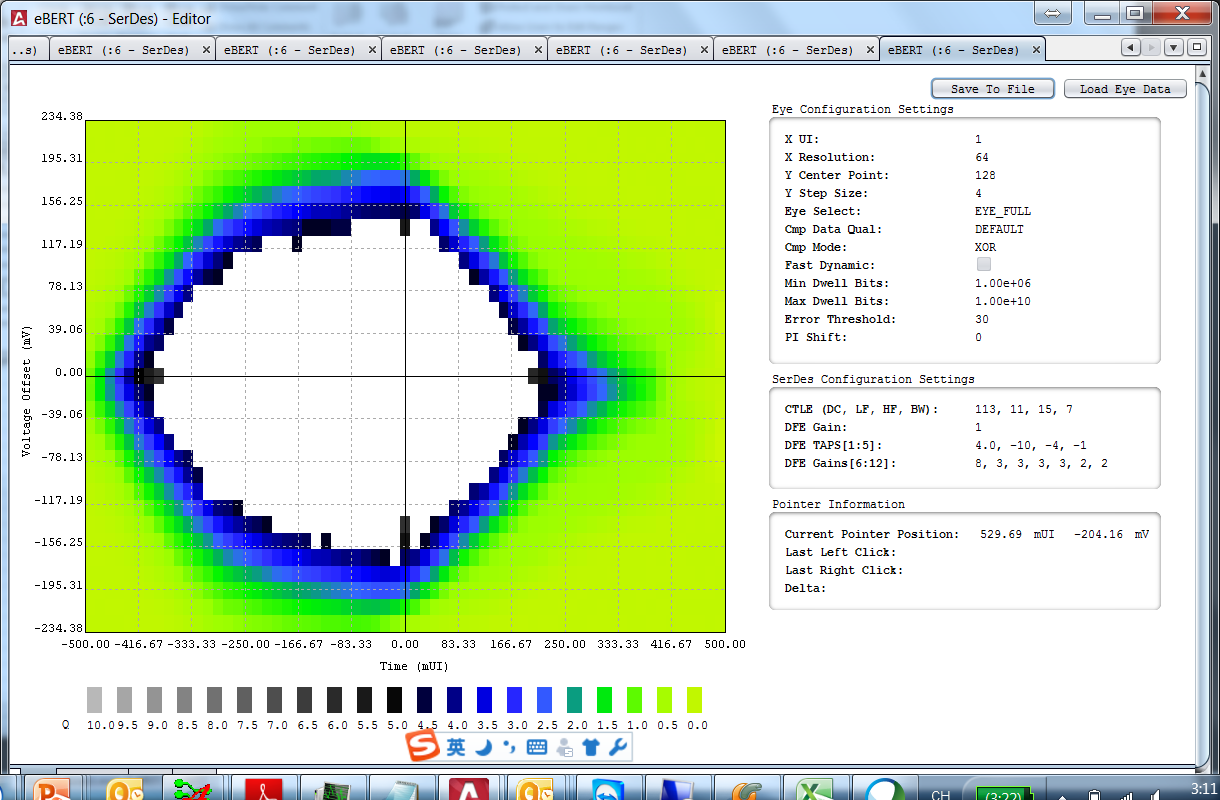 eBERT (:6 - SerDes) - Editor
..s) eBERT (:6 - SerDes) eBERT (:6 - SerDes) eBERT (:6 - SerDes) eBERT (:6 - SerDes) eBERT (:6 - SerDes) eBERT (:6 - SerDes)
Save To File Load Eye Data
234.38
195.31
156.25
117.19
78.13
39.06
0.00
-39.06
-78.13
-117.19
-156.25
-195.31
-234.38
Voltage Offset (mV)
-500.00 -416.67 -333.33 -250.00 -166.67 -83.33 0.00 83.33 166.67 250.00 333.33 416.67 500.00
Time (mUI)
Q 10.0 9.5 9.0 8.5 8.0 7.5 7.0 6.5 6.0 5.5 5.0 4.5 4.0 3.5 3.0 2.5 2.0 1.5 1.0 0.5 0.0
Eye Configuration Settings
X UI: 1
X Resolution: 64
Y Center Point: 128
Y Step Size: 4
Eye Select: EYE_FULL
Cmp Data Qual: DEFAULT
Cmp Mode: XOR
Fast Dynamic:
Min Dwell Bits: 1.00e+06
Max Dwell Bits: 1.00e+10
Error Threshold: 30
PI Shift: 0
SerDes Configuration Settings
CTLE (DC, LF, HF, BW): 113, 11, 15, 7
DFE Gain: 1
DFE TAPS[1:5]: 4.0, -10, -4, -1
DFE Gains[6:12]: 8, 3, 3, 3, 3, 2, 2
Pointer Information
Current Pointer Position: 529.69 mUI -204.16 mV
Last Left Click:
Last Right Click:
Delta:
英
CH (3:22) 3:11